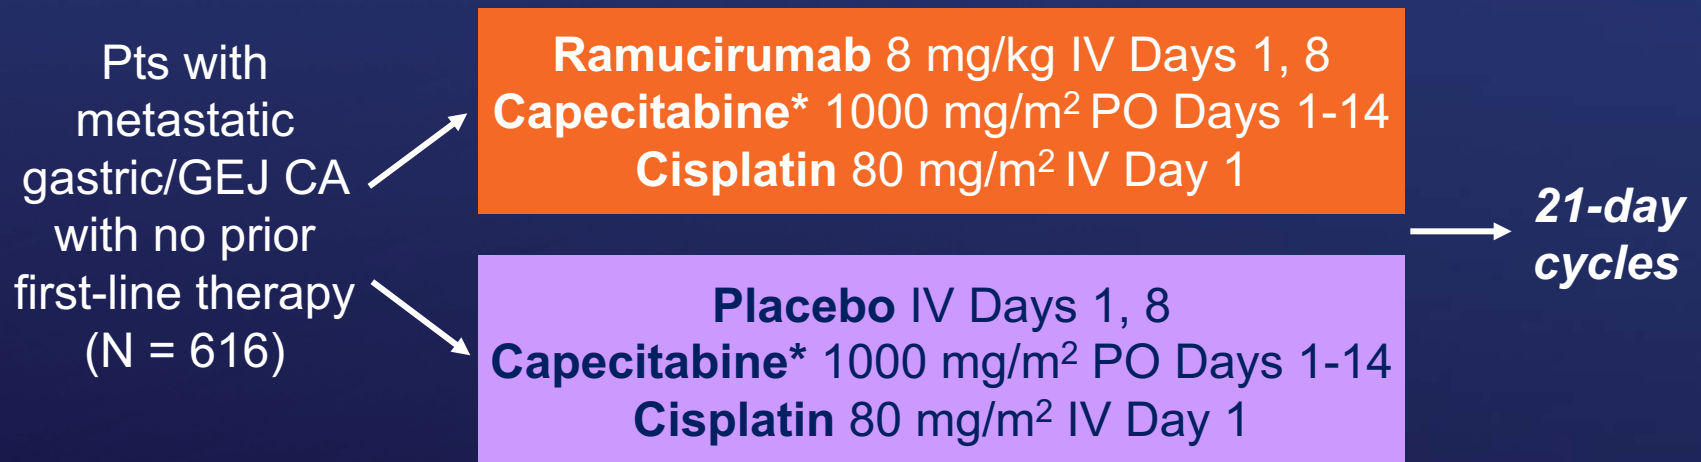 Pts with
metastatic
gastric/GEJ CA
with no prior
first-line therapy
(N = 616)
Ramucirumab 8 mg/kg IV Days 1, 8
Capecitabine* 1000 mg/m² PO Days 1-14
Cisplatin 80 mg/m² IV Day 1
Placebo IV Days 1, 8
Capecitabine* 1000 mg/m² PO Days 1-14
Cisplatin 80 mg/m² IV Day 1
21-day
cycles